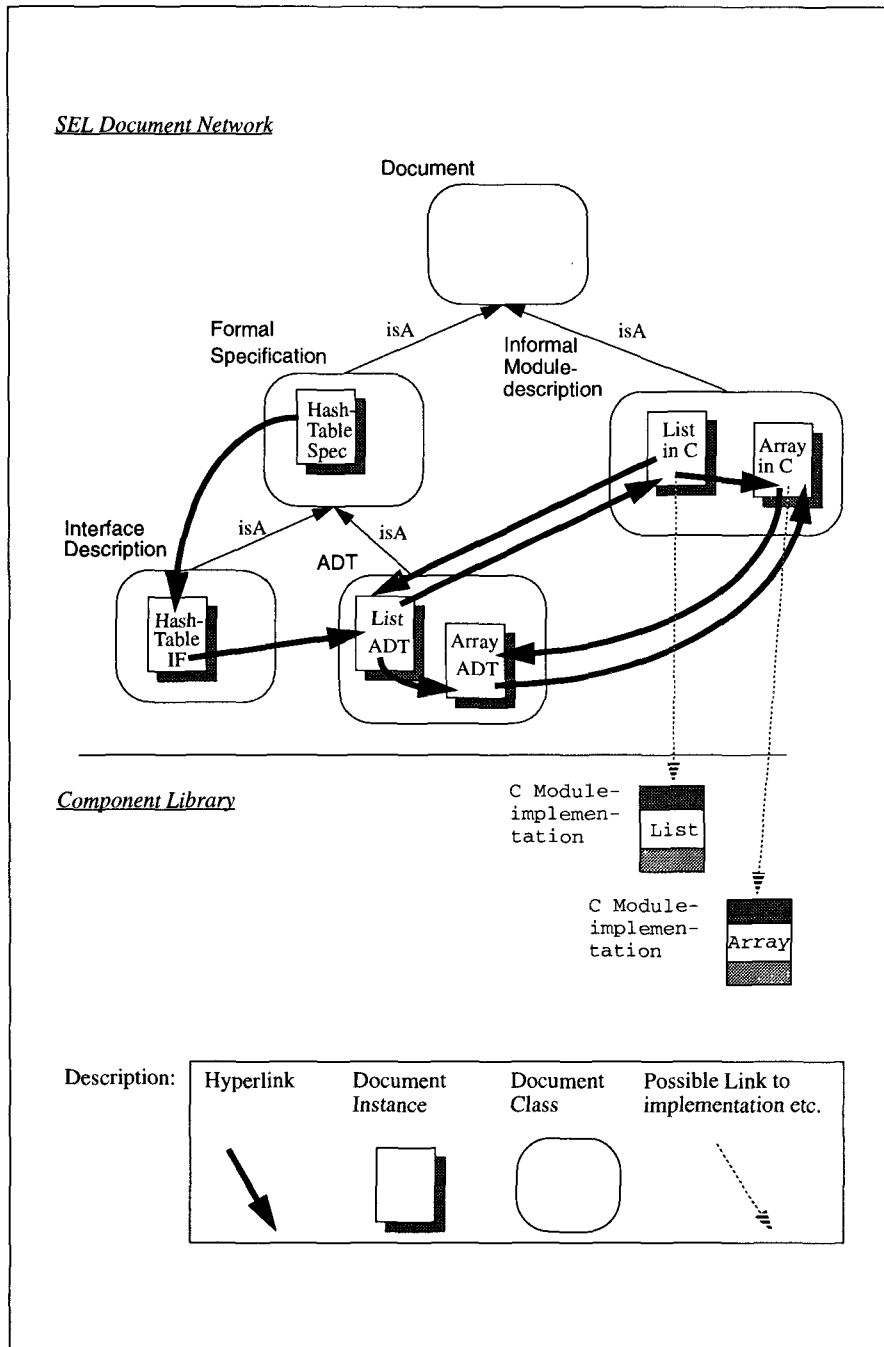 SEL Document Network
Document
Formal
Specification
isA
isA
Informal
Module-
description
Hash-
Table
Spec
List
in C
Array
in C
Interface
Description
isA
isA
ADT
Hash-
Table
IF
List
ADT
Array
ADT
Component Library
C Module-
implemen-
tation
List
C Module-
implemen-
tation
Array
Description:
Hyperlink
Document
Instance
Document
Class
Possible Link to
implementation etc.